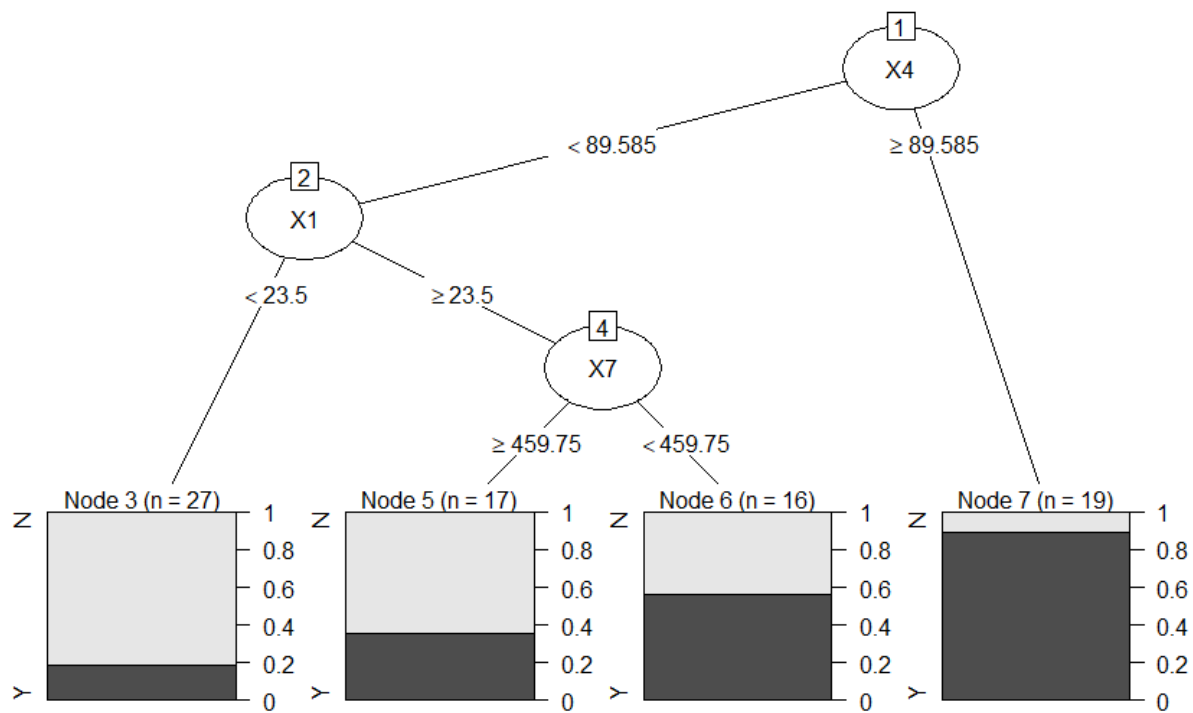 1
X4
< 89.585
≥ 89.585
2
X1
< 23.5
≥ 23.5
4
X7
≥ 459.75
< 459.75
Node 3 (n = 27)
N
Y
1
0.8
0.6
0.4
0.2
0
Node 5 (n = 17)
N
Y
1
0.8
0.6
0.4
0.2
0
Node 6 (n = 16)
N
Y
1
0.8
0.6
0.4
0.2
0
Node 7 (n = 19)
N
Y
1
0.8
0.6
0.4
0.2
0